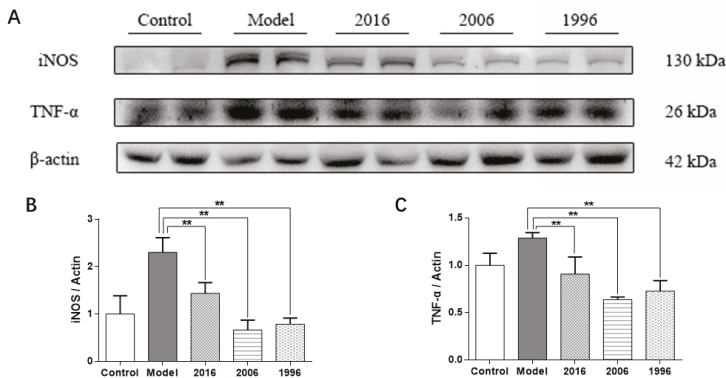 A
Control Model 2016 2006 1996
iNOS 130 kDa
TNF-α 26 kDa
β-actin 42 kDa
B
iNOS / Actin
3
2
1
0
**
**
**
Control Model 2016 2006 1996
C
TNF-α / Actin
1.5
1.0
0.5
0.0
**
**
**
Control Model 2016 2006 1996